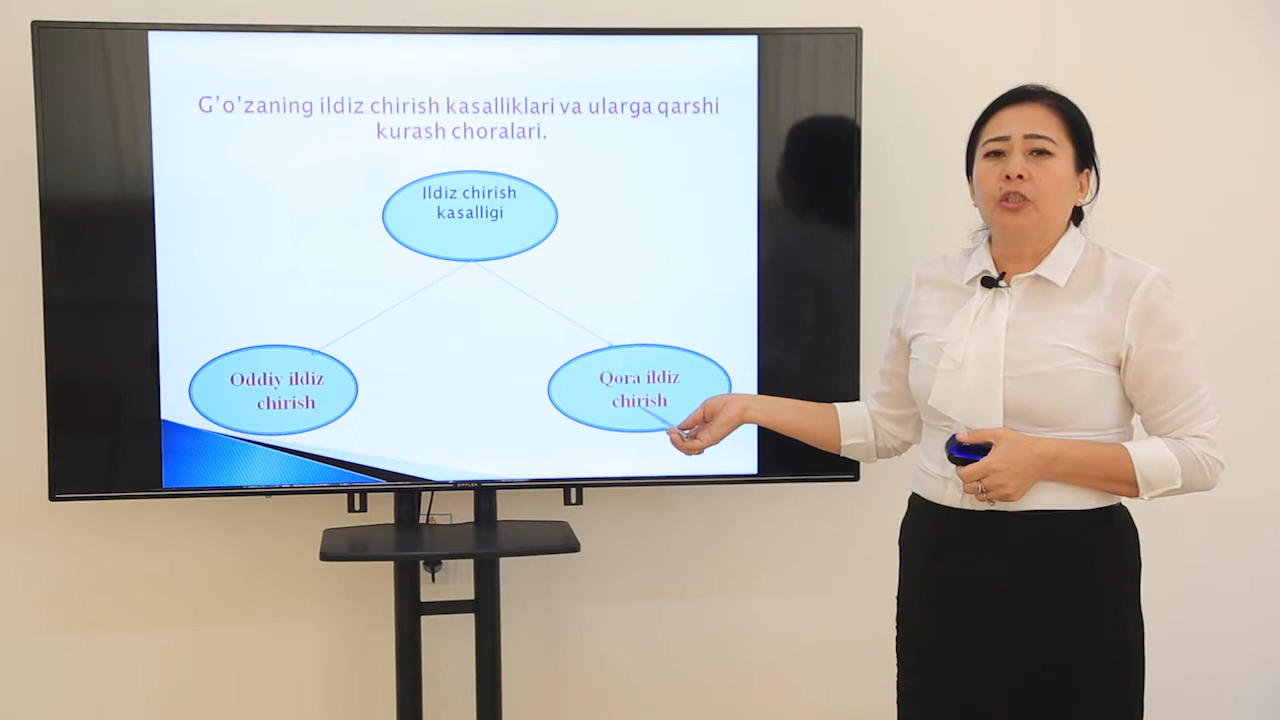 G’o’zaning ildiz chirish kasalliklari va ularga qarshi
kurash choralari.
Ildiz chirish
kasalligi
Oddiy ildiz
chirish
Qora ildiz
chirish